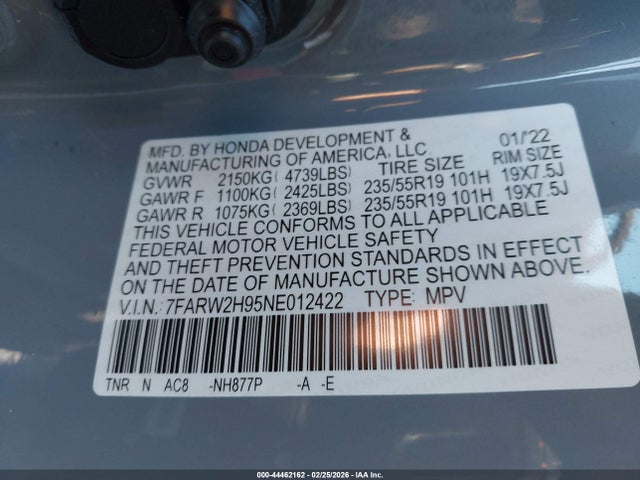 MFD. BY HONDA DEVELOPMENT &
MANUFACTURING OF AMERICA, LLC 01/'22
GVWR 2150KG ( 4739LBS) TIRE SIZE RIM SIZE
GAWR F 1100KG ( 2425LBS) 235/55R19 101H 19X7.5J
GAWR R 1075KG ( 2369LBS) 235/55R19 101H 19X7.5J
THIS VEHICLE CONFORMS TO ALL APPLICABLE
FEDERAL MOTOR VEHICLE SAFETY
AND THEFT PREVENTION STANDARDS IN EFFECT
ON THE DATE OF MANUFACTURE SHOWN ABOVE.
V.I.N.: 7FARW2H95NE012422 TYPE: MPV
TNR N AC8 -NH877P -A -E
000-44462162 - 02/25/2026 - IAA Inc.